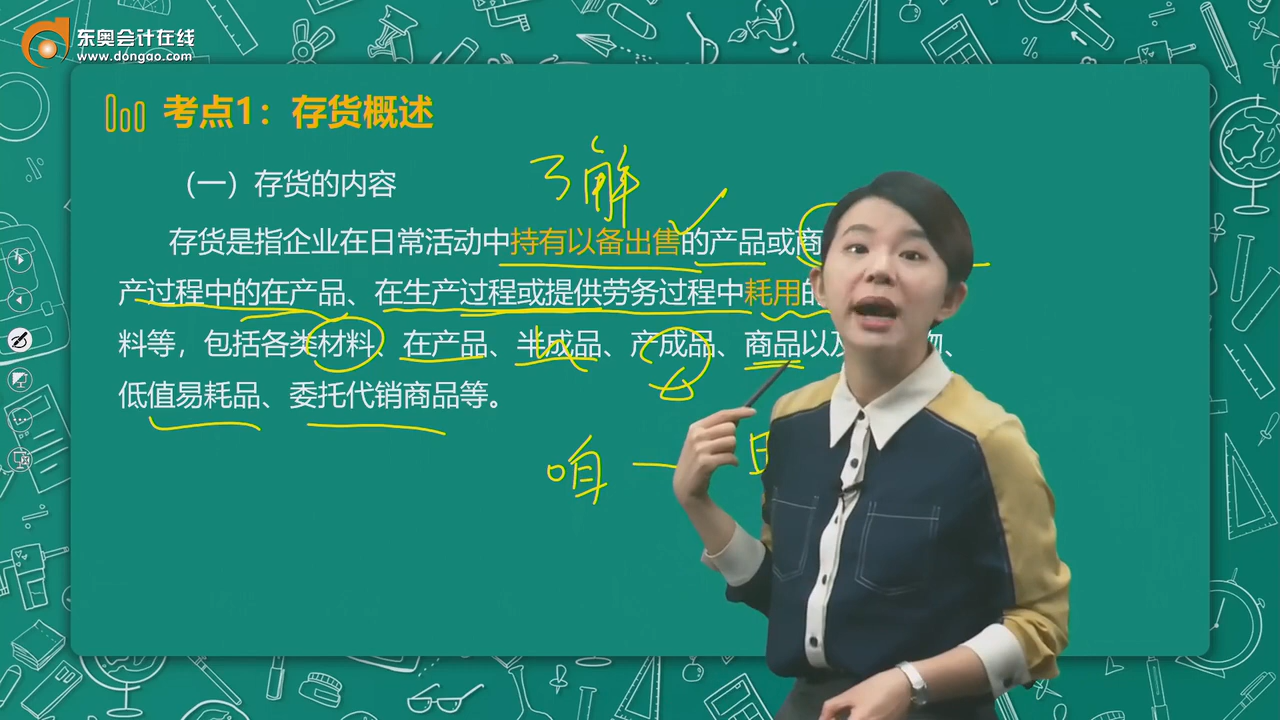 东奥会计在线
www.dongao.com
考点1：存货概述
（一）存货的内容
了解
存货是指企业在日常活动中持有以备出售的产品或商
产过程中的在产品、在生产过程或提供劳务过程中耗用的
料等，包括各类材料、在产品、半成品、产成品、商品以及 物、
低值易耗品、委托代销商品等。
咱一